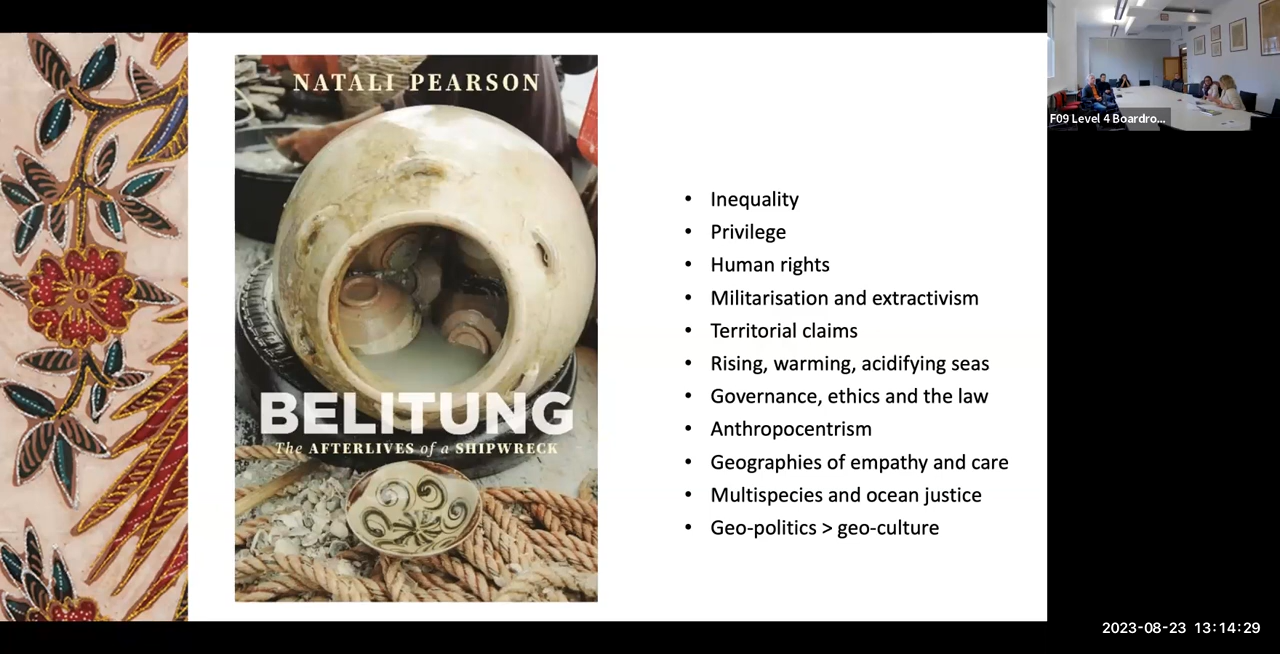 NATALI PEARSON
BELITUNG
The AFTERLIVES of a SHIPWRECK
• Inequality
• Privilege
• Human rights
• Militarisation and extractivism
• Territorial claims
• Rising, warming, acidifying seas
• Governance, ethics and the law
• Anthropocentrism
• Geographies of empathy and care
• Multispecies and ocean justice
• Geo-politics > geo-culture
F09 Level 4 Boardro...
2023-08-23 13:14:29